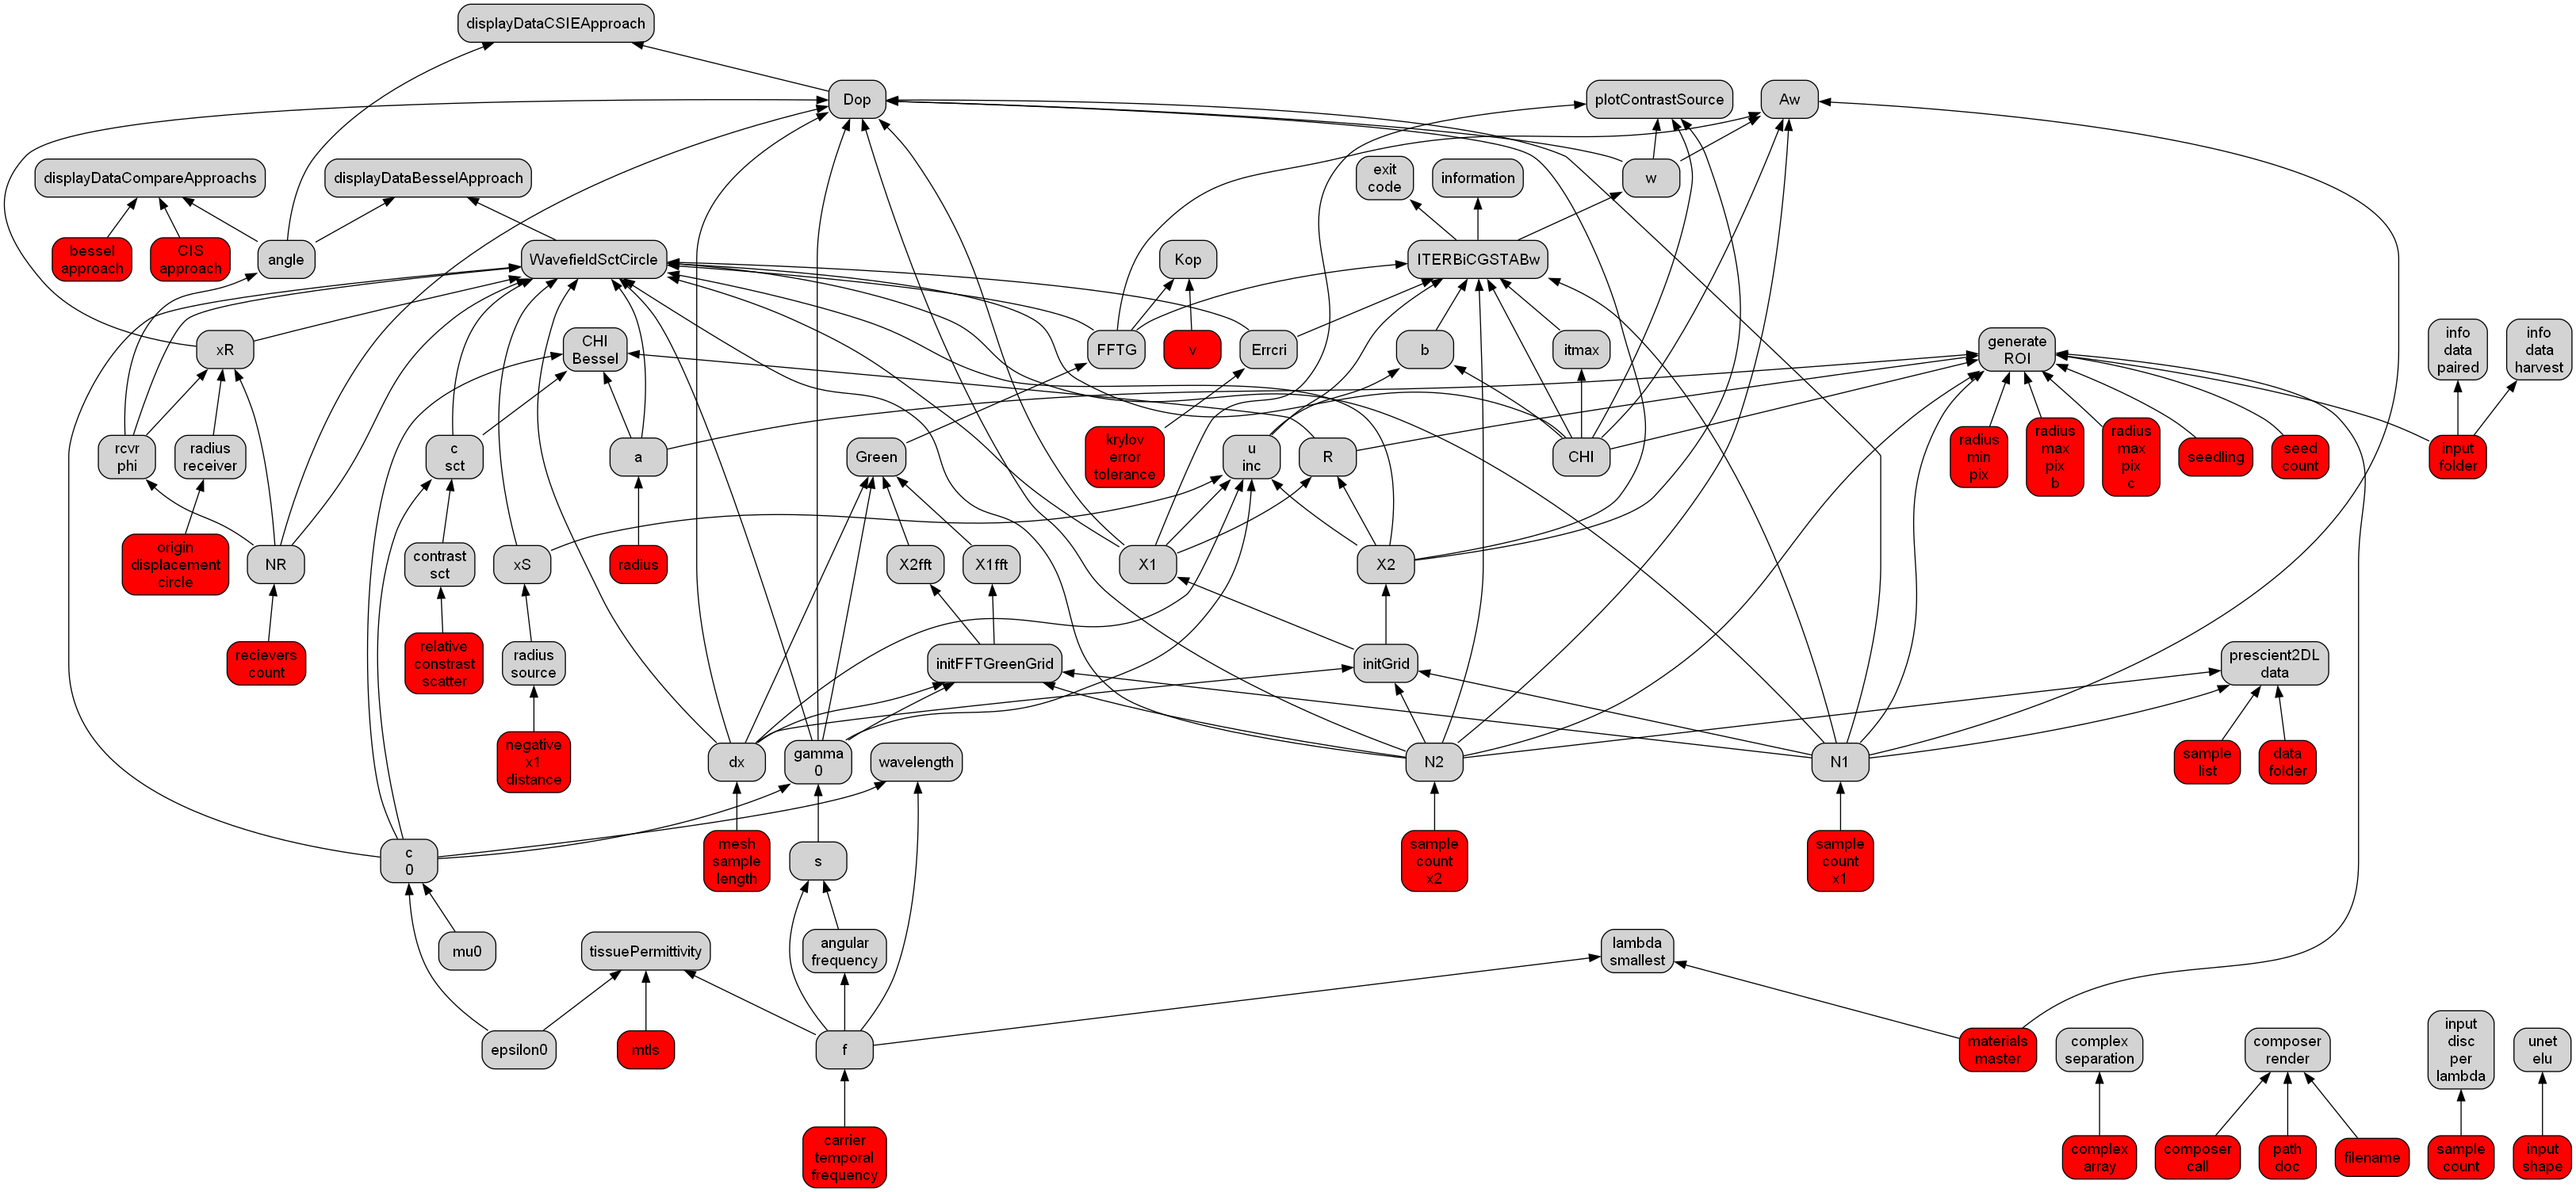 displayDataCSIEApproach
Dop
plotContrastSource
Aw
displayDataCompareApproachs
displayDataBesselApproach
exit
code
information
w
bessel
approach
CIS
approach
angle
WavefieldSctCircle
Kop
ITERBiCGSTABw
xR
CHI
Bessel
FFTG
v
Errcri
b
itmax
generate
ROI
info
data
paired
info
data
harvest
rcvr
phi
radius
receiver
c
sct
a
Green
krylov
error
tolerance
u
inc
R
CHI
radius
min
pix
radius
max
pix
b
radius
max
pix
c
seedling
seed
count
input
folder
origin
displacement
circle
NR
contrast
sct
xS
radius
X2fft
X1fft
X1
X2
recievers
count
relative
constrast
scatter
radius
source
initFFTGreenGrid
initGrid
prescient2DL
data
negative
x1
distance
dx
gamma
0
wavelength
N2
N1
sample
list
data
folder
c
0
mesh
sample
length
s
sample
count
x2
sample
count
x1
mu0
tissuePermittivity
angular
frequency
lambda
smallest
epsilon0
mtls
f
materials
master
complex
separation
composer
render
input
disc
per
lambda
unet
elu
carrier
temporal
frequency
complex
array
composer
call
path
doc
filename
sample
count
input
shape